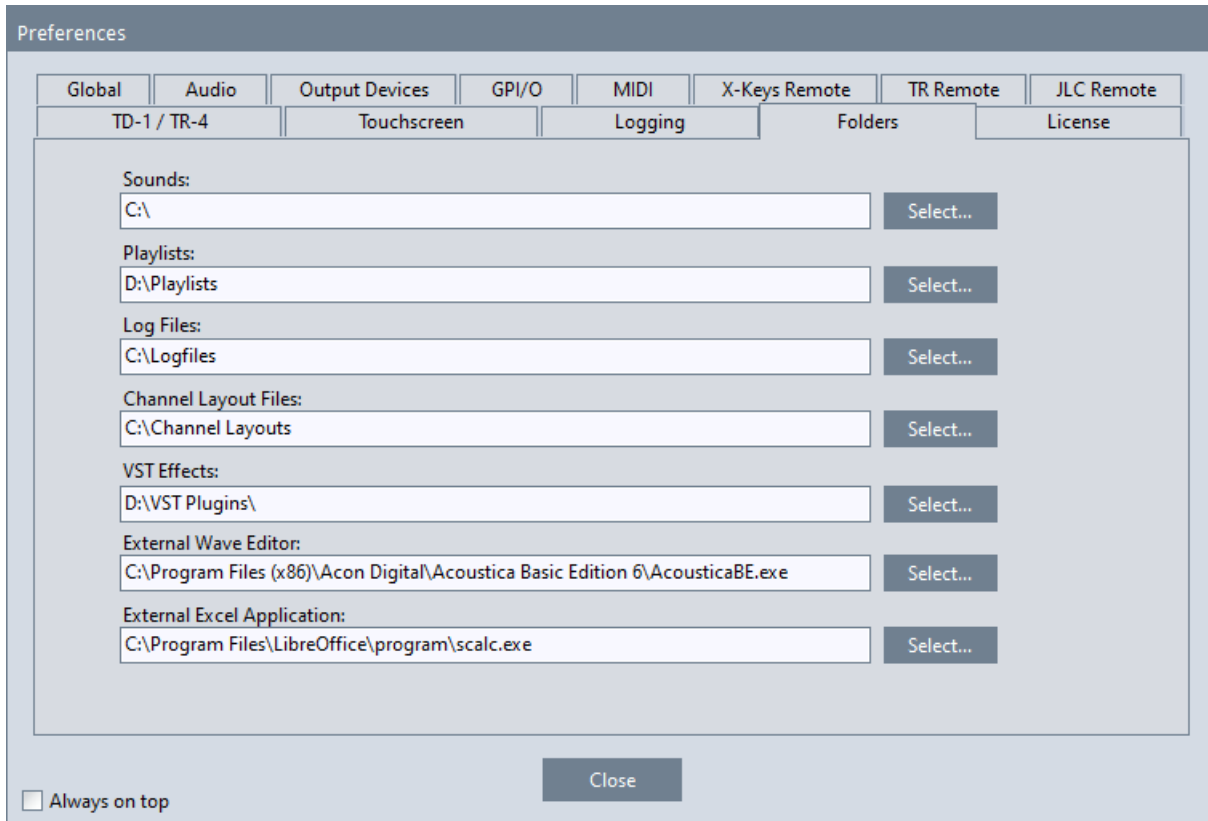 Preferences
Global Audio Output Devices GPI/O MIDI X-Keys Remote TR Remote JLC Remote
TD-1 / TR-4 Touchscreen Logging Folders License
Sounds:
C:\ Select...
Playlists:
D:\Playlists Select...
Log Files:
C:\Logfiles Select...
Channel Layout Files:
C:\Channel Layouts Select...
VST Effects:
D:\VST Plugins\ Select...
External Wave Editor:
C:\Program Files (x86)\Acon Digital\Acoustica Basic Edition 6\AcousticaBE.exe Select...
External Excel Application:
C:\Program Files\LibreOffice\program\scalc.exe Select...
Close
Always on top